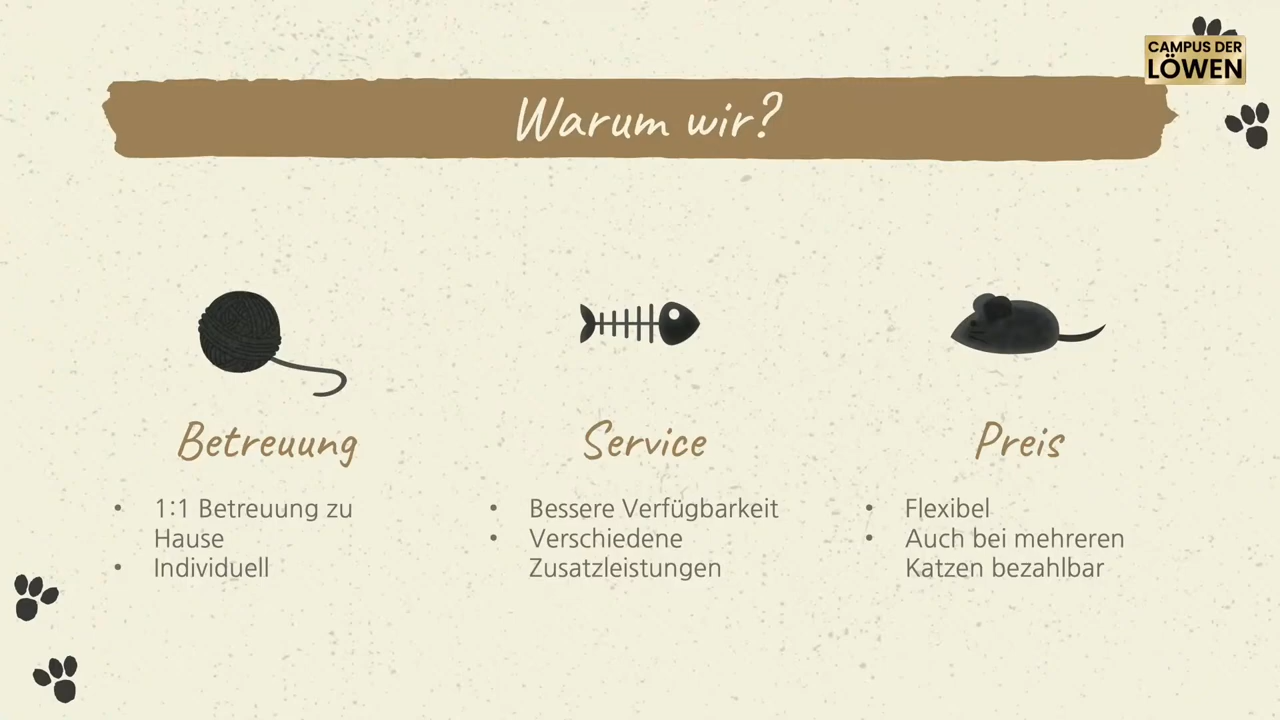 CAMPUS DER
LÖWEN
Warum wir?
Betreuung
• 1:1 Betreuung zu
Hause
• Individuell
Service
• Bessere Verfügbarkeit
• Verschiedene
Zusatzleistungen
Preis
• Flexibel
• Auch bei mehreren
Katzen bezahlbar